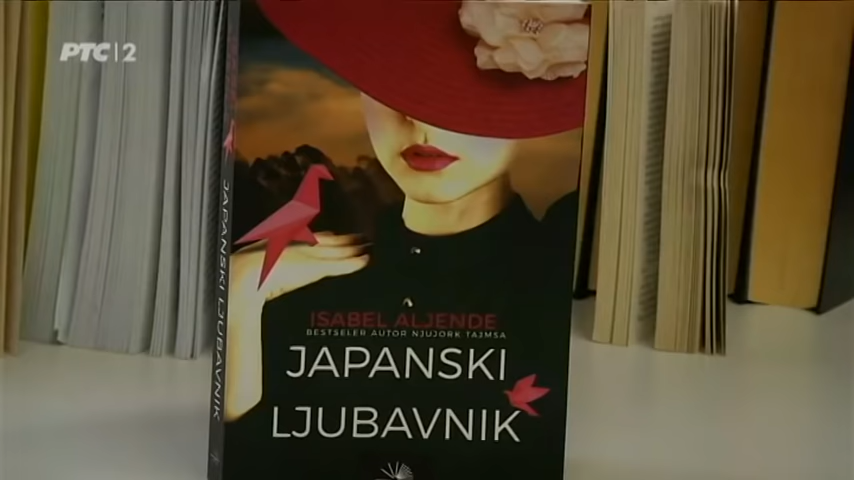 РТС|2
JAPANSKI LJUBAVNIK
ISABEL ALJENDE
BESTSELER AUTOR NJUJORK TAJMSA
JAPANSKI
LJUBAVNIK